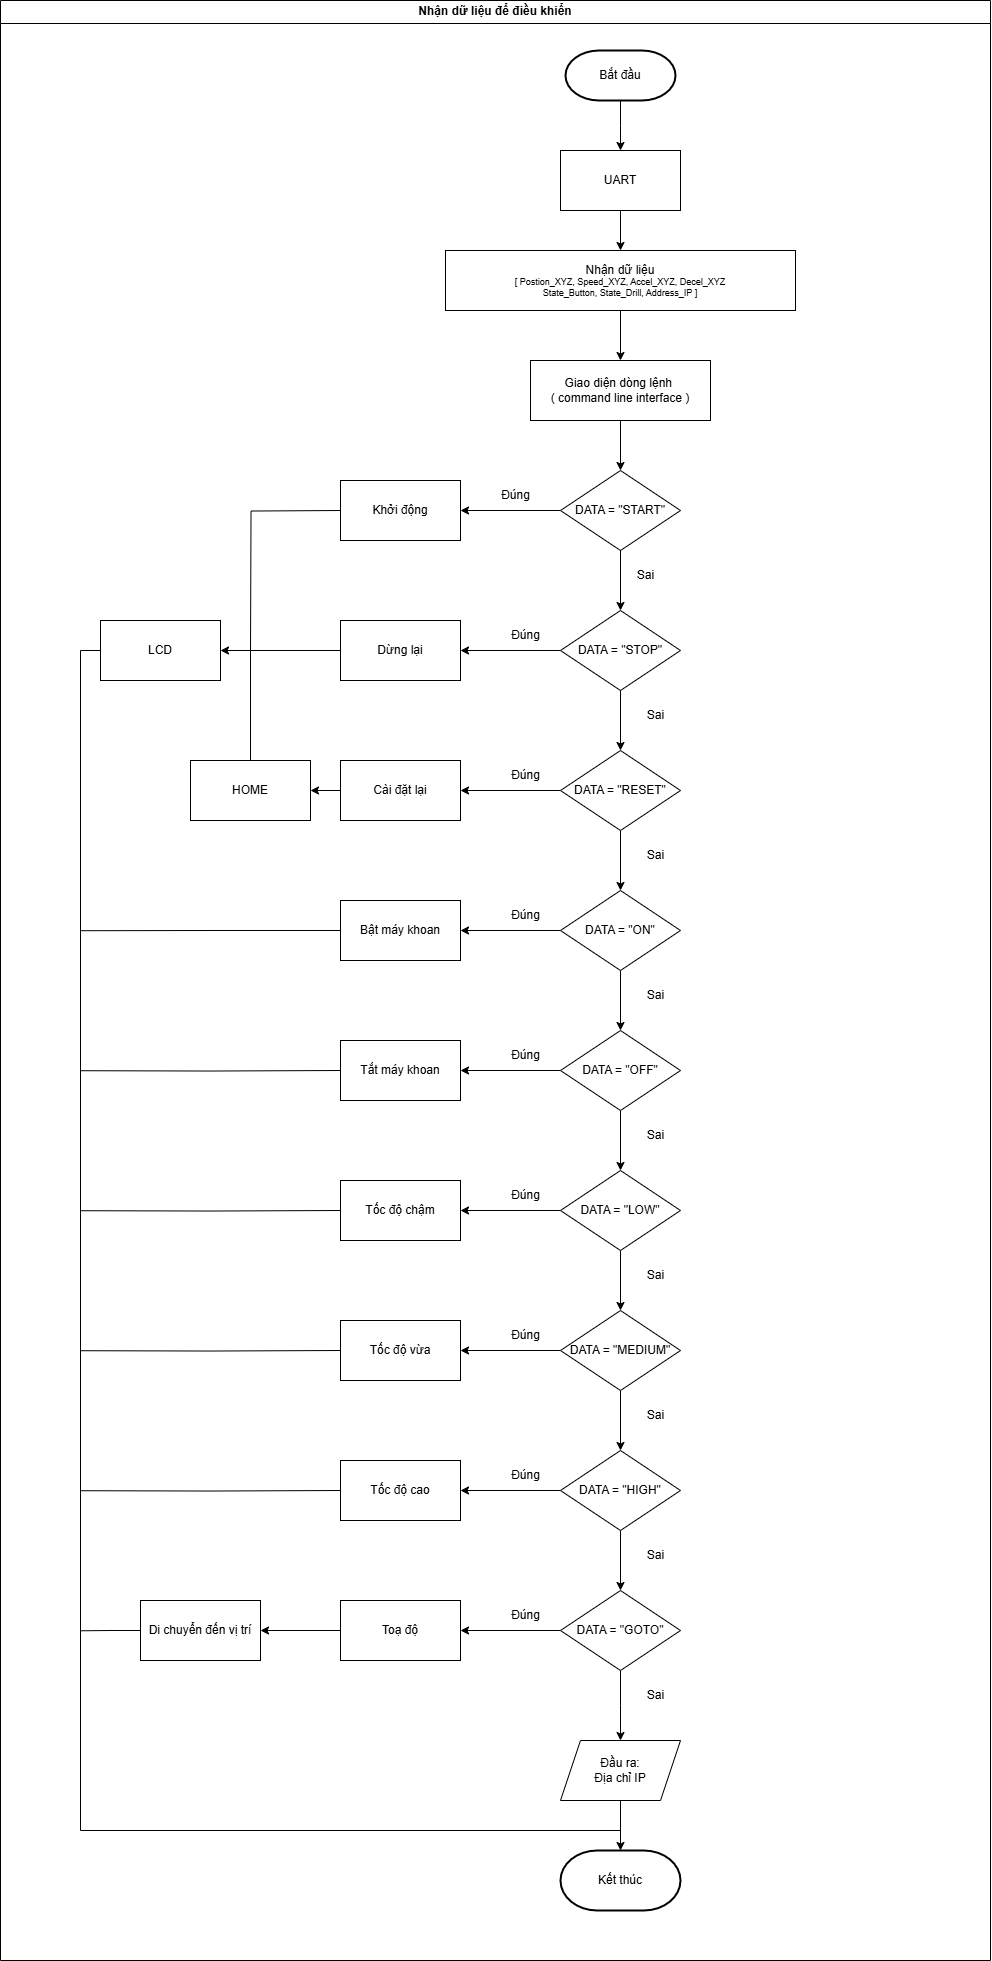 Nhận dữ liệu để điều khiển
Bắt đầu
UART
Nhận dữ liệu
[ Postion_XYZ, Speed_XYZ, Accel_XYZ, Decel_XYZ
State_Button, State_Drill, Address_IP ]
Giao diện dòng lệnh
( command line interface )
Khởi động
Đúng
DATA = "START"
Sai
LCD
Dừng lại
Đúng
DATA = "STOP"
Sai
HOME
Cải đặt lại
Đúng
DATA = "RESET"
Sai
Bật máy khoan
Đúng
DATA = "ON"
Sai
Tắt máy khoan
Đúng
DATA = "OFF"
Sai
Tốc độ chậm
Đúng
DATA = "LOW"
Sai
Tốc độ vừa
Đúng
DATA = "MEDIUM"
Sai
Tốc độ cao
Đúng
DATA = "HIGH"
Sai
Di chuyển đến vị trí
Toạ độ
Đúng
DATA = "GOTO"
Sai
Đầu ra:
Địa chỉ IP
Kết thúc